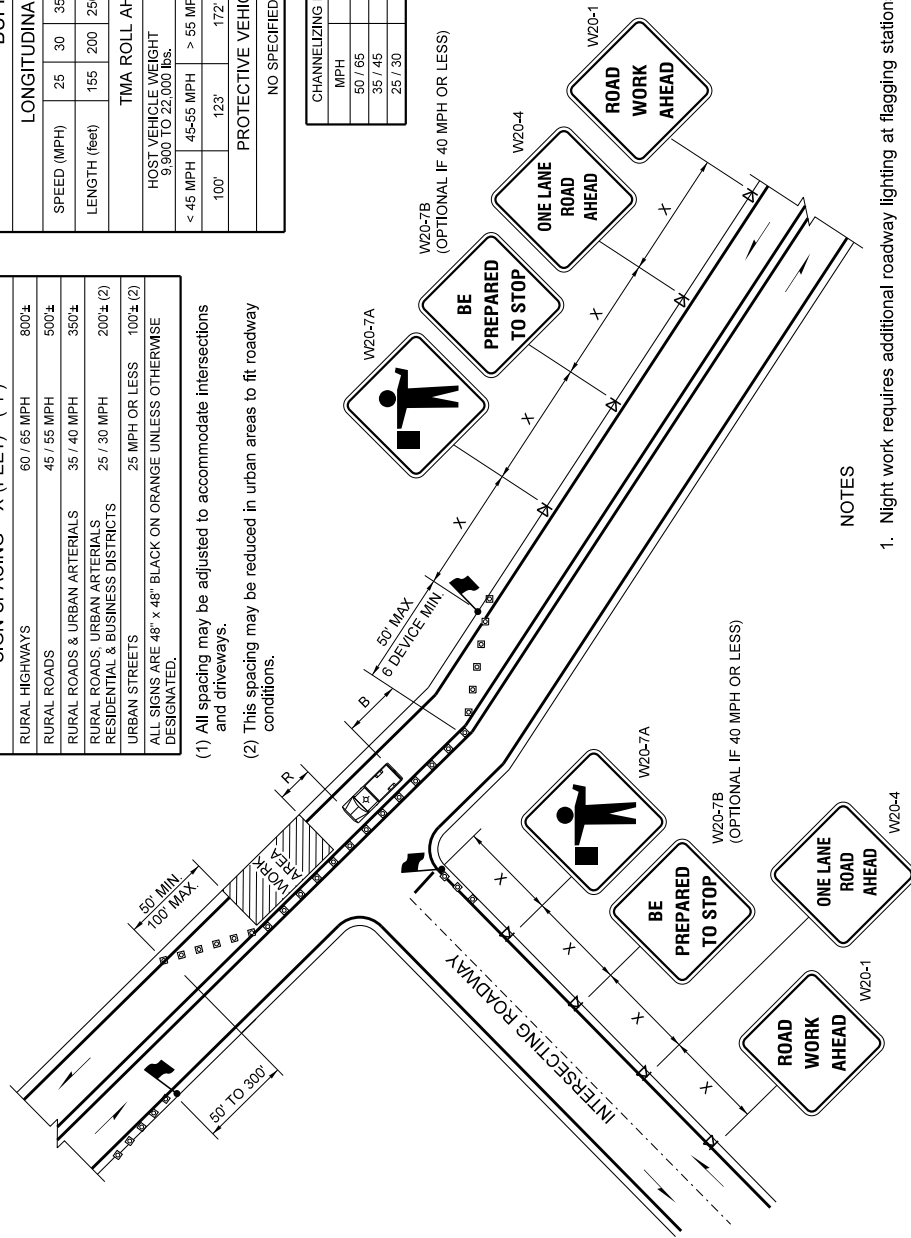 RURAL HIGHWAYS 60 / 65 MPH 800'±
RURAL ROADS 45 / 55 MPH 500'±
RURAL ROADS & URBAN ARTERIALS 35 / 40 MPH 350'±
RURAL ROADS, URBAN ARTERIALS
RESIDENTIAL & BUSINESS DISTRICTS 25 / 30 MPH 200'± (2)
URBAN STREETS 25 MPH OR LESS 100'± (2)
ALL SIGNS ARE 48" x 48" BLACK ON ORANGE UNLESS OTHERWISE
DESIGNATED.
(1) All spacing may be adjusted to accommodate intersections
and driveways.
(2) This spacing may be reduced in urban areas to fit roadway
conditions.
LONGITUDINA
SPEED (MPH) 25 30 35
LENGTH (feet) 155 200
TMA ROLL AH
HOST VEHICLE WEIGHT
9,900 TO 22,000 lbs.
< 45 MPH 45-55 MPH > 55 MP
100' 123' 172'
PROTECTIVE VEHIC
NO SPECIFIED
CHANNELIZING
MPH
50 / 65
35 / 45
25 / 30
50' MIN.
100' MAX.
R
WORK
AREA
B
50' MAX
6 DEVICE MIN.
X
X
X
X
W20-7A
W20-7B
(OPTIONAL IF 40 MPH OR LESS)
BE
PREPARED
TO STOP
W20-4
ONE LANE
ROAD
AHEAD
W20-1
ROAD
WORK
AHEAD
50' TO 300'
INTERSECTING ROADWAY
X
X
X
X
W20-7A
W20-7B
(OPTIONAL IF 40 MPH OR LESS)
BE
PREPARED
TO STOP
W20-4
ONE LANE
ROAD
AHEAD
W20-1
ROAD
WORK
AHEAD
NOTES
1. Night work requires additional roadway lighting at flagging station